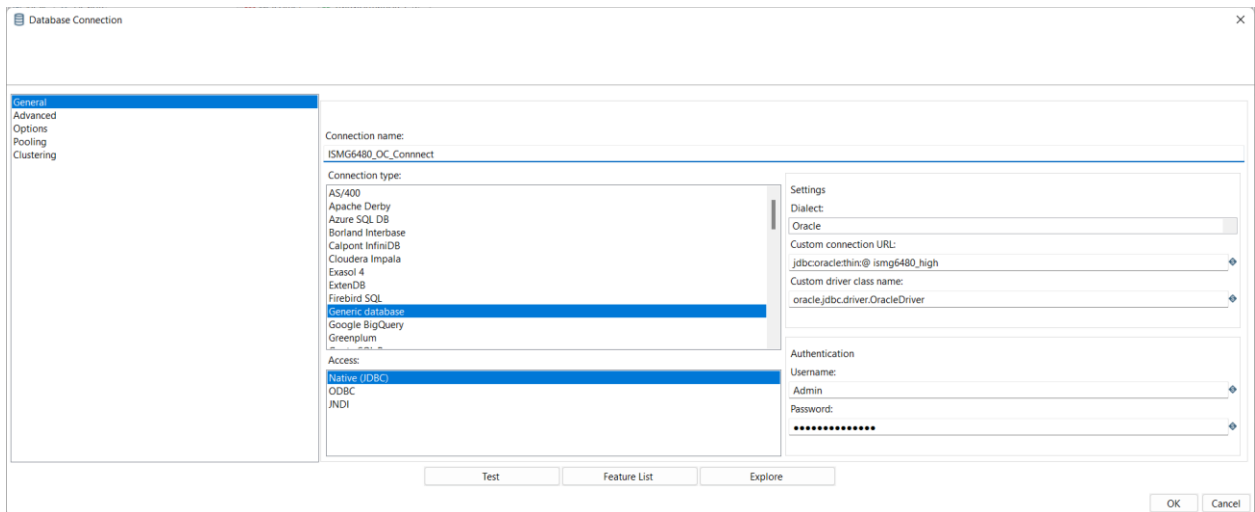 Database Connection
General
Advanced
Options
Pooling
Clustering
Connection name:
ISMG6480_OC_Connnect
Connection type:
AS/400
Apache Derby
Azure SQL DB
Borland Interbase
Calpont InfiniDB
Cloudera Impala
Exasol 4
ExtenDB
Firebird SQL
Generic database
Google BigQuery
Greenplum
Access:
Native (JDBC)
ODBC
JNDI
Settings
Dialect:
Oracle
Custom connection URL:
jdbc:oracle:thin:@ ismg6480_high
Custom driver class name:
oracle.jdbc.driver.OracleDriver
Authentication
Username:
Admin
Password:
●●●●●●●●●●●●●●
Test Feature List Explore
OK Cancel